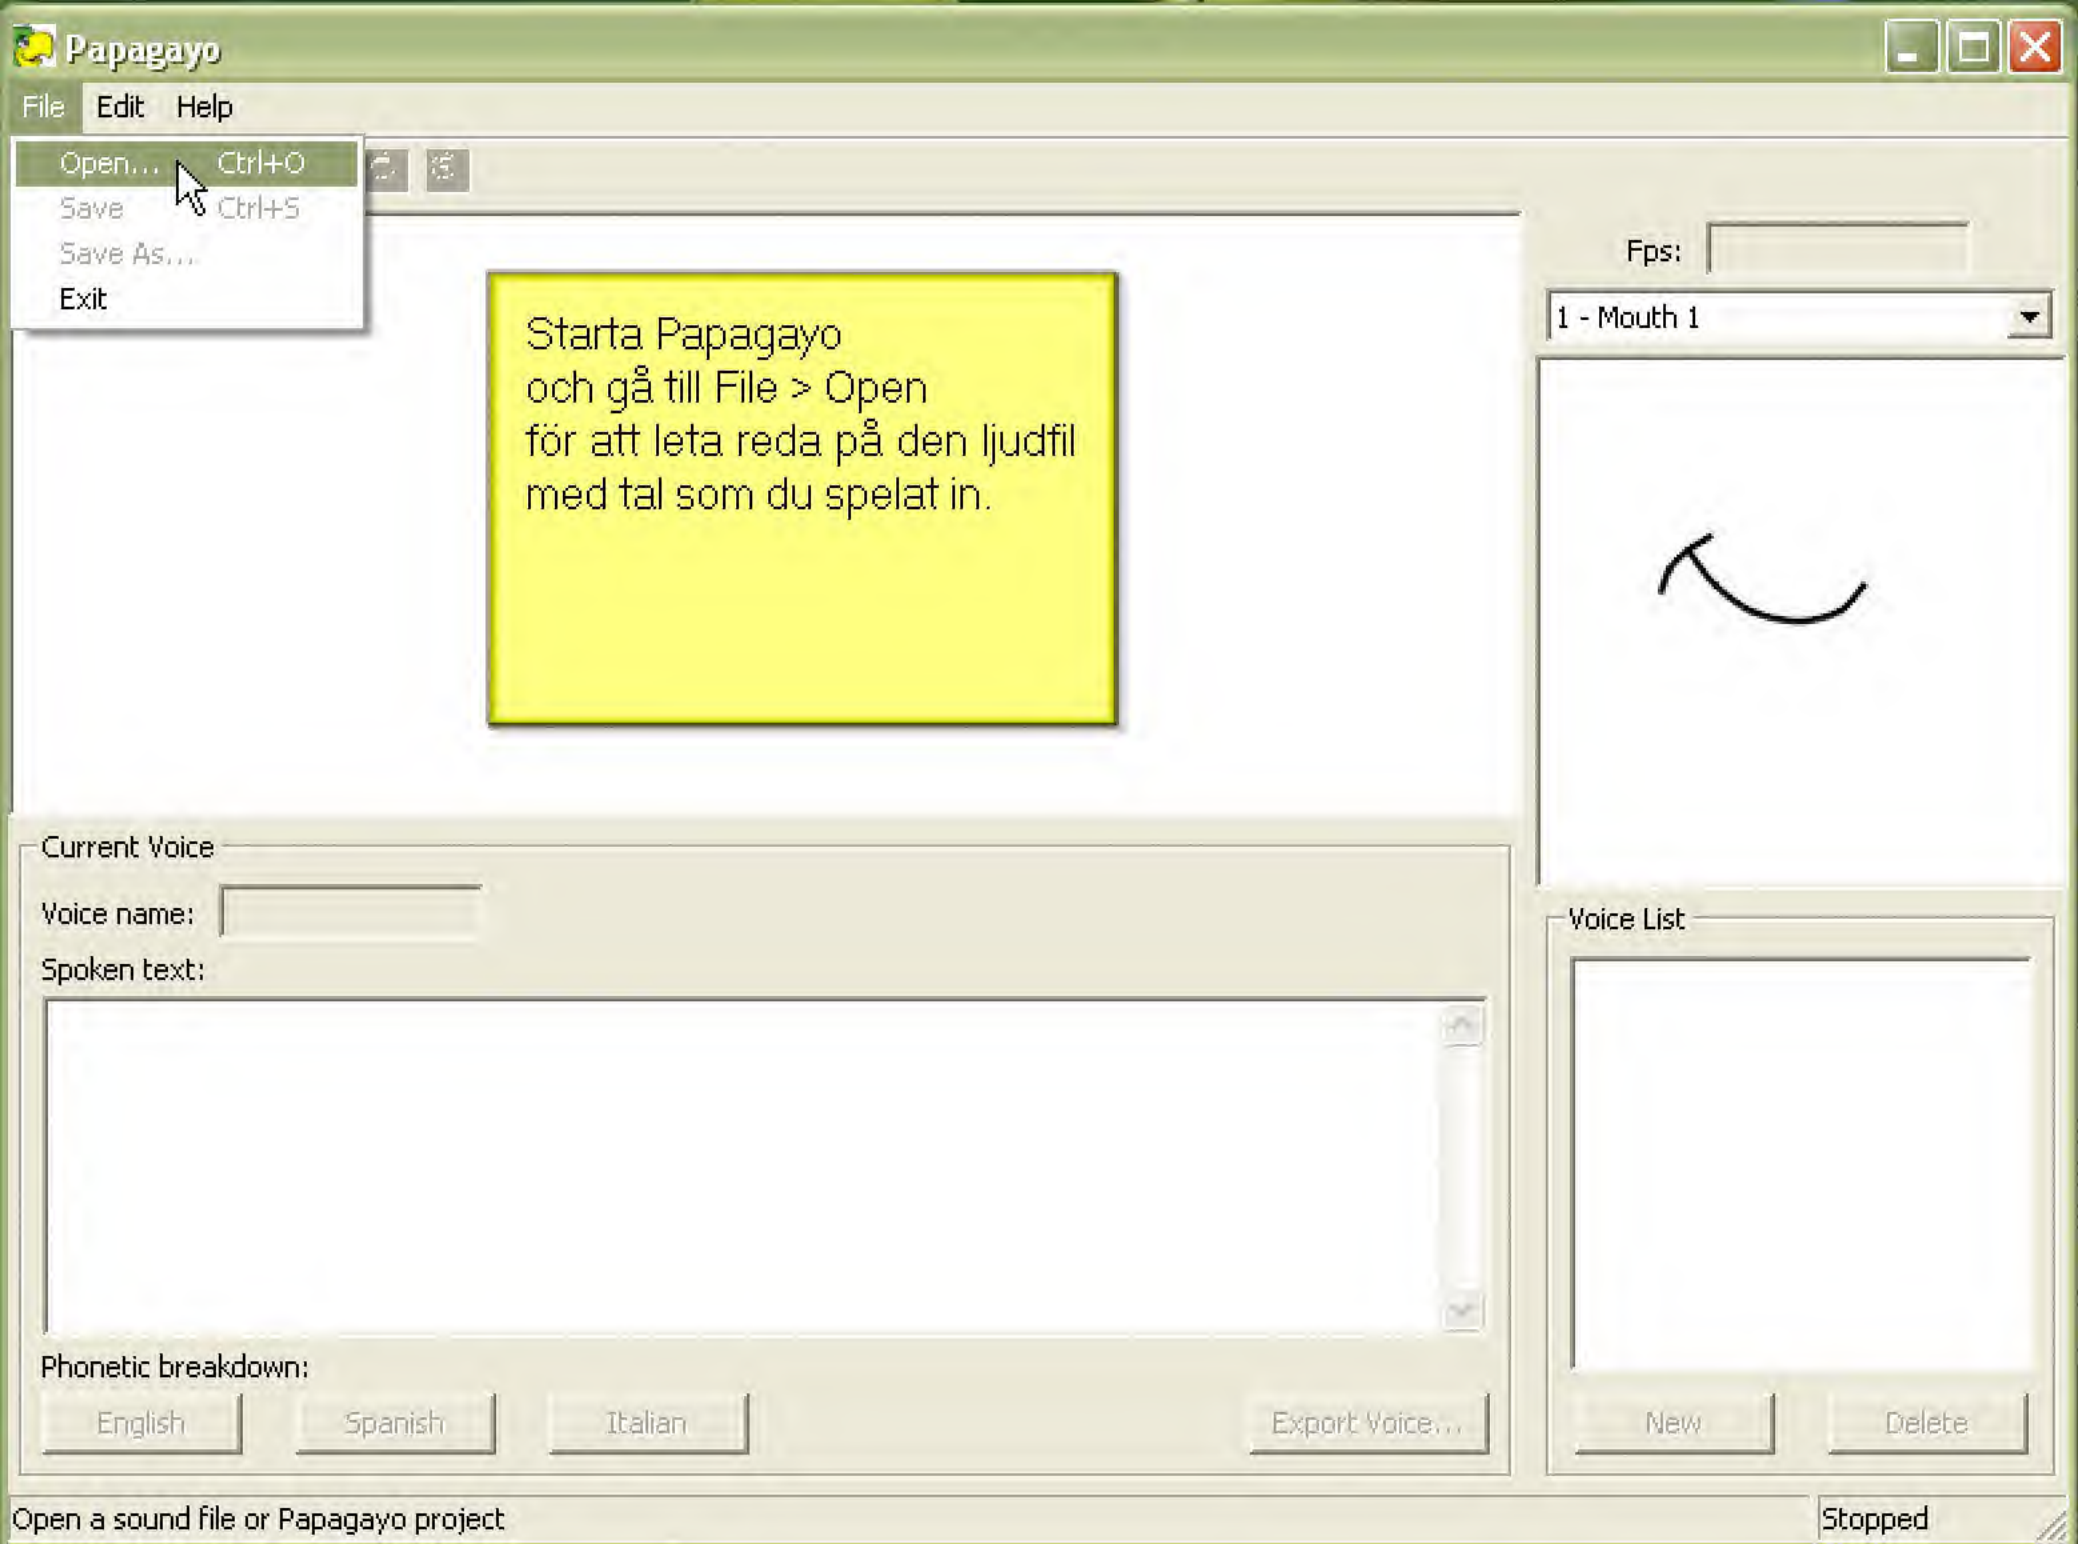 Papagayo
File Edit Help
Open... Ctrl+O
Save Ctrl+S
Save As...
Exit
Fps:
1 - Mouth 1
Starta Papagayo
och gå till File > Open
för att leta reda på den ljudfil
med tal som du spelat in.
Current Voice
Voice name:
Spoken text:
Phonetic breakdown:
English Spanish Italian Export Voice...
Voice List
New Delete
Open a sound file or Papagayo project Stopped